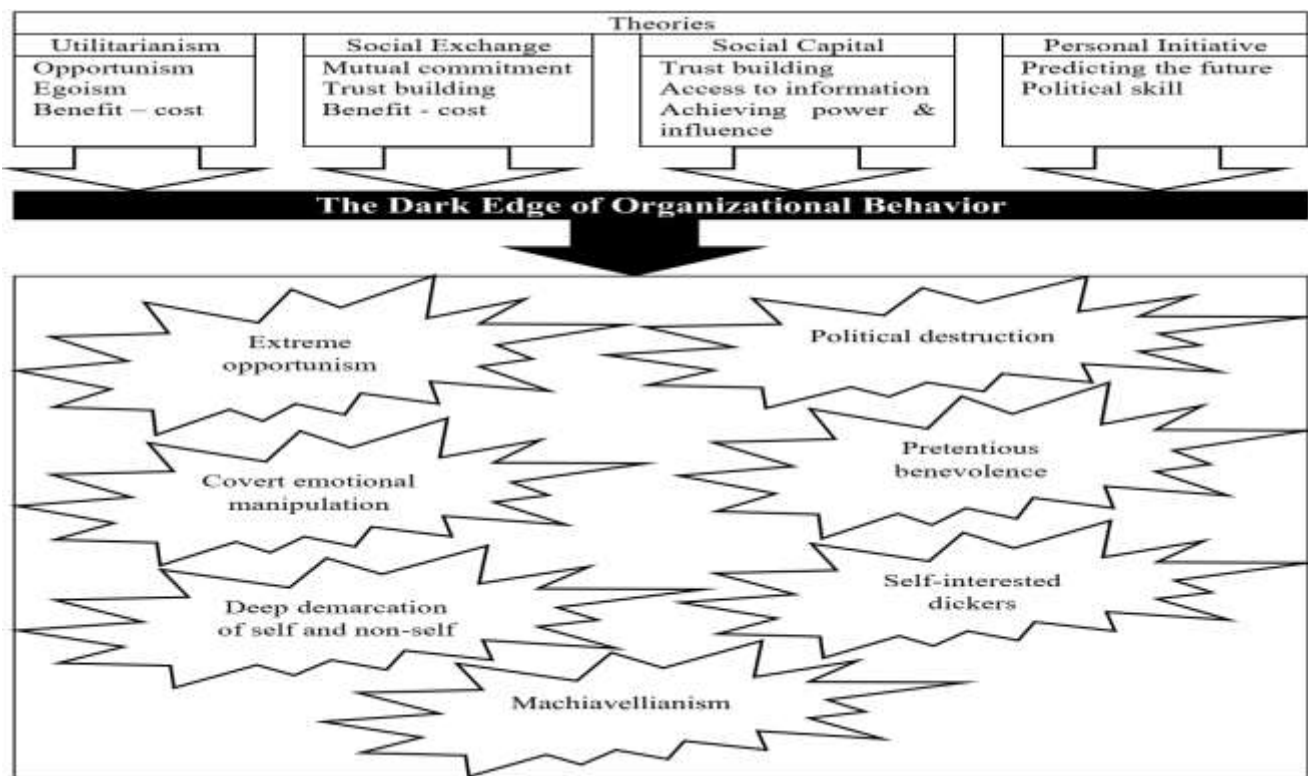 Theories
Utilitarianism
Opportunism
Egoism
Benefit – cost
Social Exchange
Mutual commitment
Trust building
Benefit - cost
Social Capital
Trust building
Access to information
Achieving power &
influence
Personal Initiative
Predicting the future
Political skill
The Dark Edge of Organizational Behavior
Extreme
opportunism
Political destruction
Covert emotional
manipulation
Pretentious
benevolence
Deep demarcation
of self and non-self
Self-interested
dickers
Machiavellianism